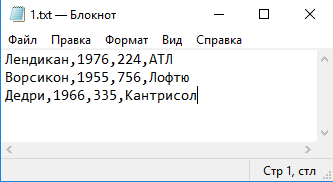 1.txt — Блокнот
Файл Правка Формат Вид Справка
Лендикан,1976,224,АТЛ
Ворсикон,1955,756,Лофтю
Дедри,1966,335,Кантрисол
Стр 1, стл